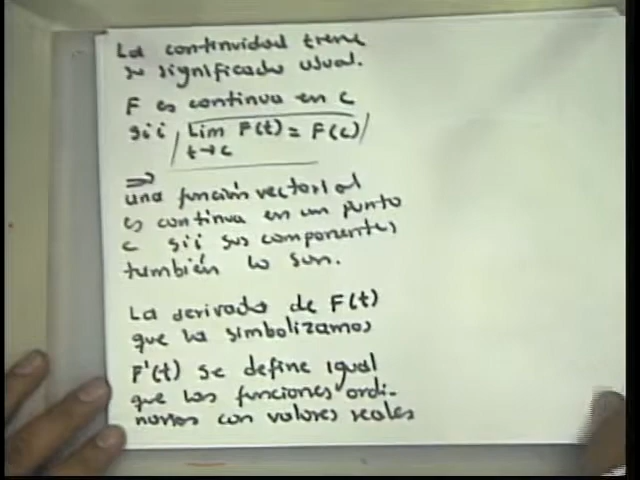 La continuidad tiene
su significado usual.
F es continua en c
sii Lim F(t) = F(c)
t→c
⇒
una función vectorial
es continua en un punto
c sii sus componentes
también lo son.
La derivada de F(t)
que la simbolizamos
F'(t) se define igual
que las funciones ordi-
narias con valores reales